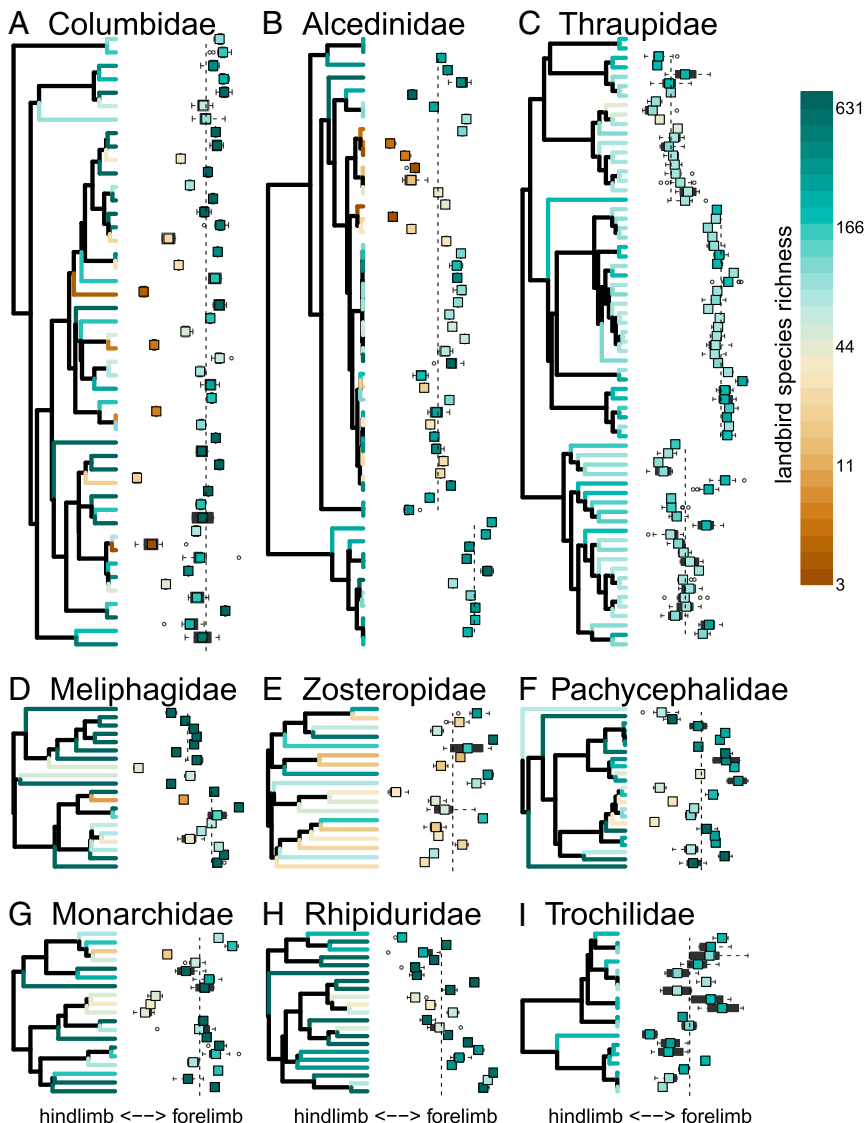 A Columbidae
B Alcedinidae
C Thraupidae
631
166
44
11
3
landbird species richness
D Meliphagidae
E Zosteropidae
F Pachycephalidae
G Monarchidae
H Rhipiduridae
I Trochilidae
hindlimb <--> forelimb
hindlimb <--> forelimb
hindlimb <--> forelimb